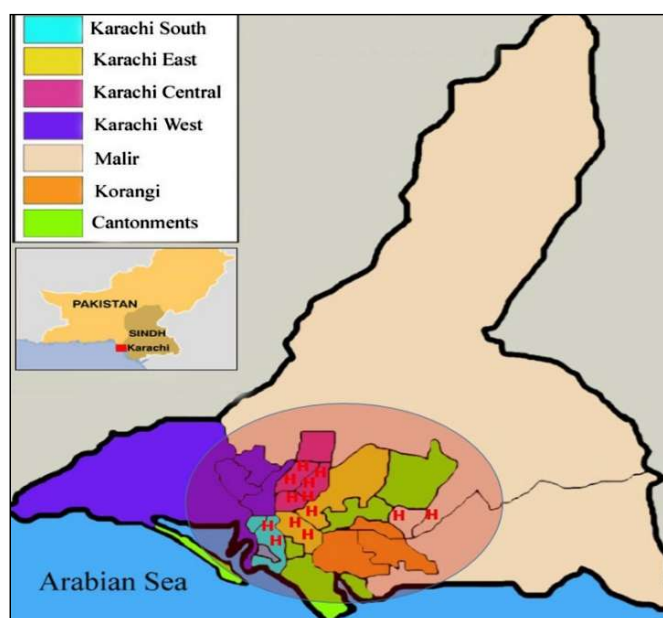 Karachi South
Karachi East
Karachi Central
Karachi West
Malir
Korangi
Cantonments
PAKISTAN
SINDH
Karachi
H
H
H H
H H
H H H
H H
H
H
Arabian Sea